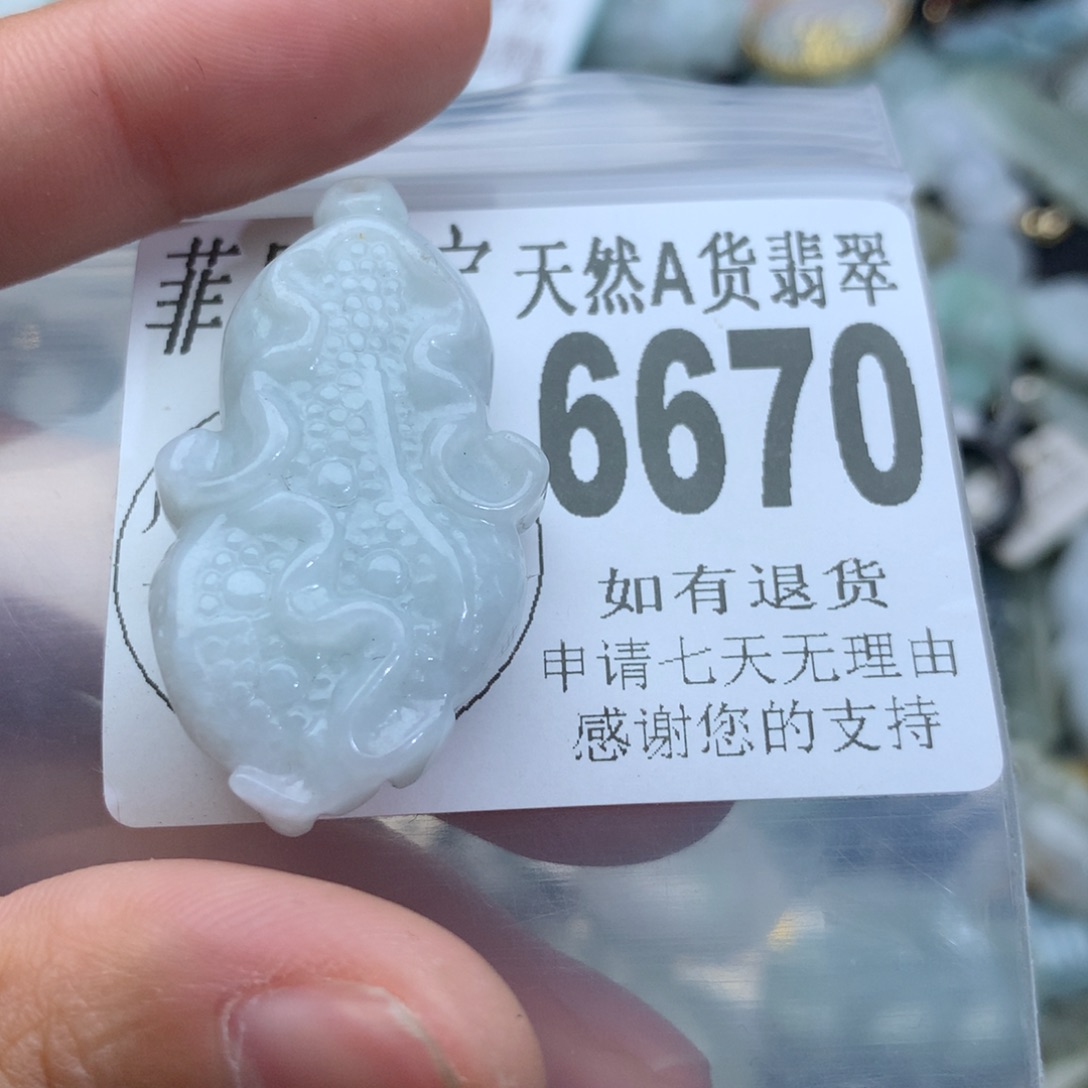 菲 天然A货翡翠
6670
如有退货
申请七天无理由
感谢您的支持